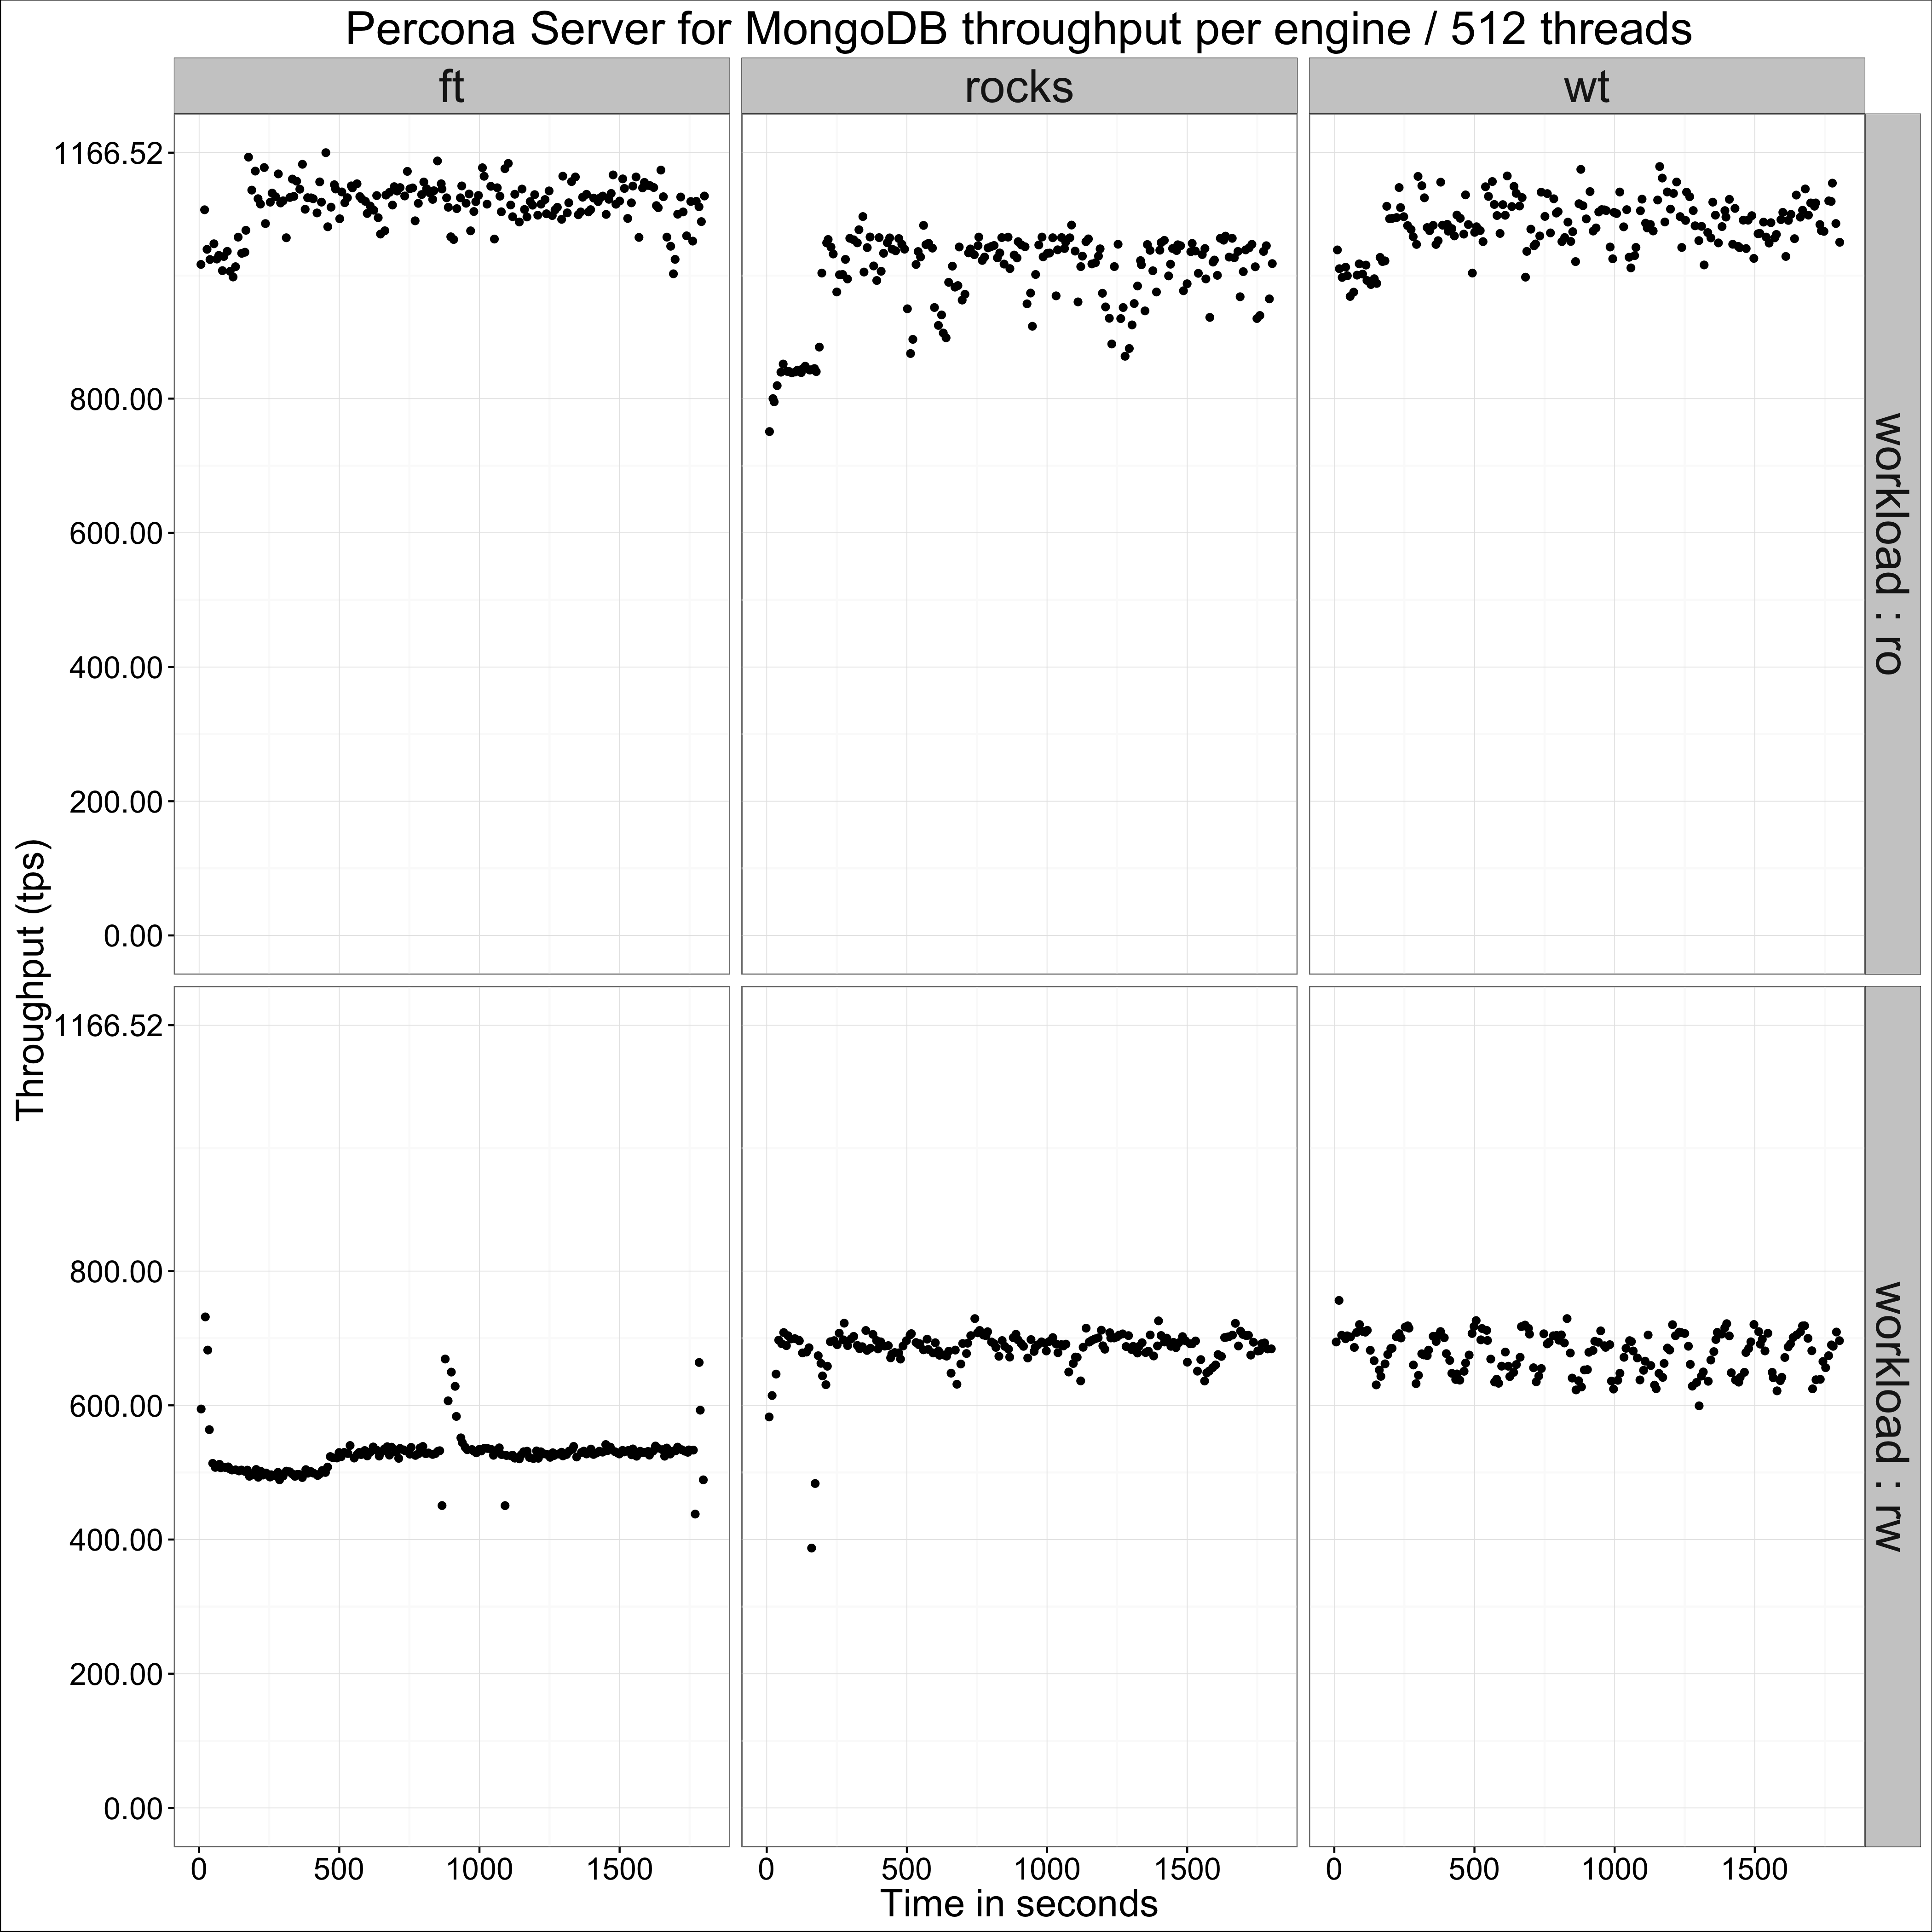 Percona Server for MongoDB throughput per engine / 512 threads
ft
rocks
wt
1166.52
800.00
600.00
400.00
200.00
0.00
workload : ro
Throughput (tps)
1166.52
800.00
600.00
400.00
200.00
0.00
workload : rw
0 500 1000 1500
0 500 1000 1500
0 500 1000 1500
Time in seconds